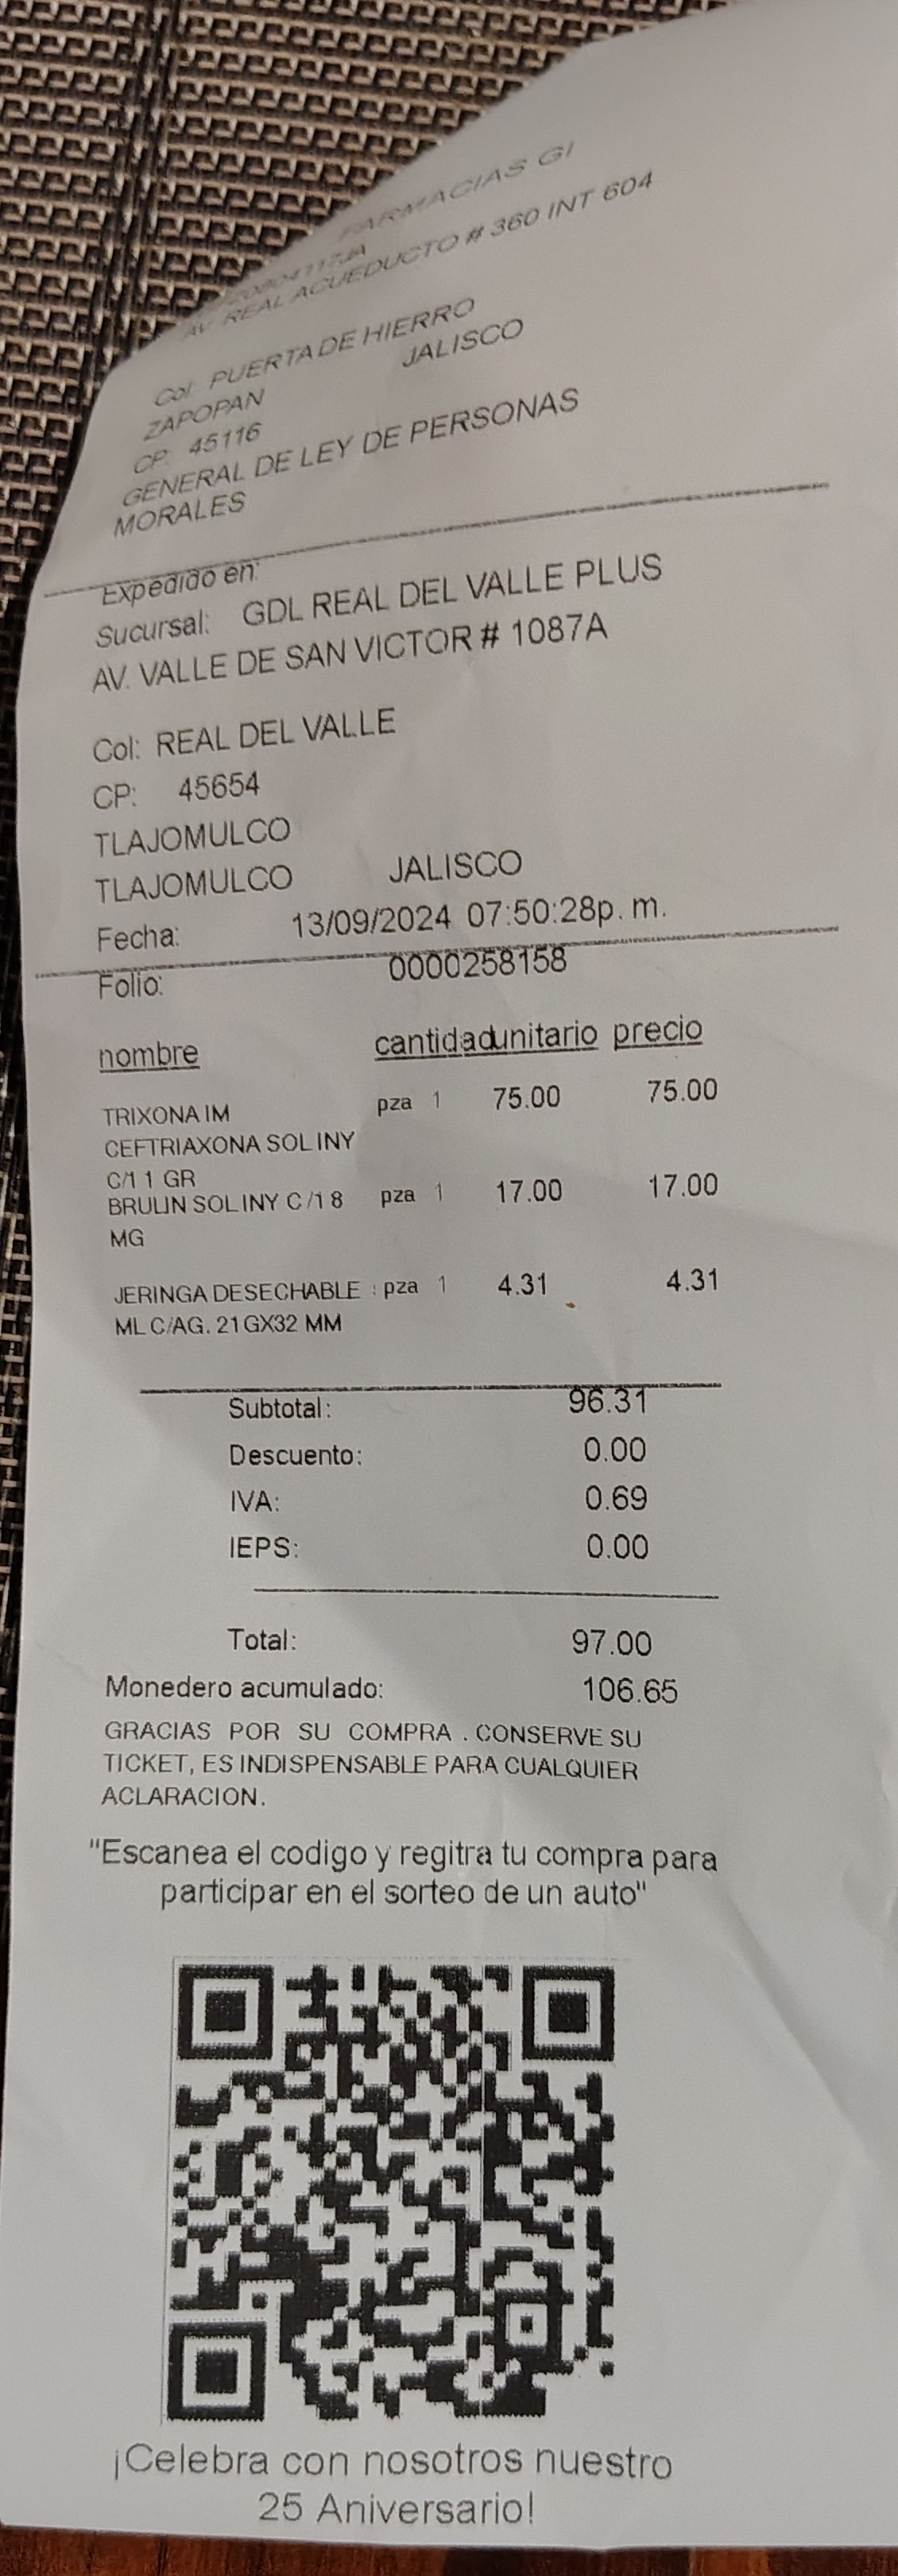 FARMACIAS GI
AV. REAL ACUEDUCTO # 360 INT 604
Col: PUERTA DE HIERRO
ZAPOPAN JALISCO
CP: 45116
GENERAL DE LEY DE PERSONAS
MORALES
Expedido en:
Sucursal: GDL REAL DEL VALLE PLUS
AV. VALLE DE SAN VICTOR # 1087A
Col: REAL DEL VALLE
CP: 45654
TLAJOMULCO
TLAJOMULCO JALISCO
Fecha: 13/09/2024 07:50:28p. m.
Folio: 0000258158
nombre cantidadunitario precio
TRIXONA IM pza 1 75.00 75.00
CEFTRIAXONA SOL INY
C/1 1 GR
BRULIN SOL INY C/1 8 pza 1 17.00 17.00
MG
JERINGA DESECHABLE : pza 1 4.31 4.31
ML C/AG. 21GX32 MM
Subtotal: 96.31
Descuento: 0.00
IVA: 0.69
IEPS: 0.00
Total: 97.00
Monedero acumulado: 106.65
GRACIAS POR SU COMPRA . CONSERVE SU
TICKET, ES INDISPENSABLE PARA CUALQUIER
ACLARACION.
"Escanea el codigo y regitra tu compra para
participar en el sorteo de un auto"
¡Celebra con nosotros nuestro
25 Aniversario!